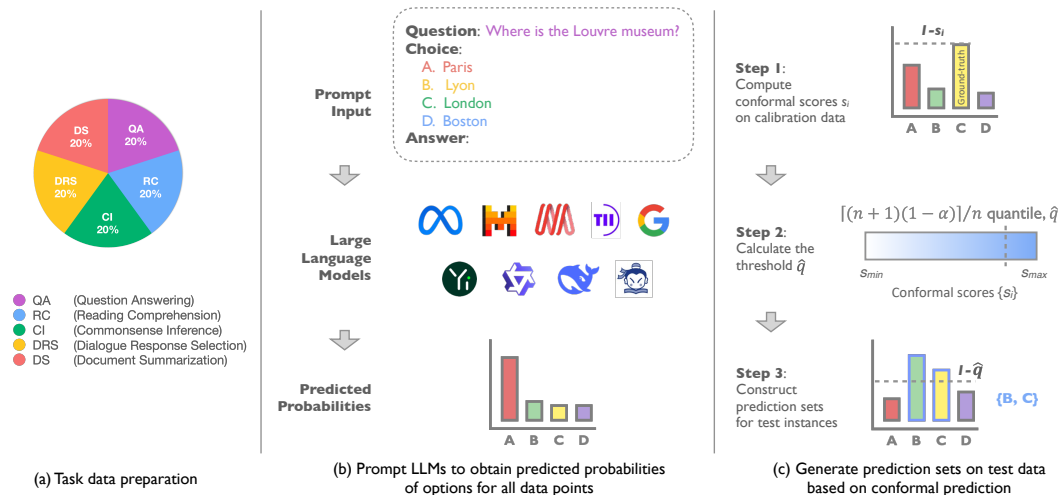 DS
20%
QA
20%
DRS
20%
RC
20%
CI
20%
QA (Question Answering)
RC (Reading Comprehension)
CI (Commonsense Inference)
DRS (Dialogue Response Selection)
DS (Document Summarization)
(a) Task data preparation
Prompt
Input
Question: Where is the Louvre museum?
Choice:
A. Paris
B. Lyon
C. London
D. Boston
Answer:
Large
Language
Models
TII
Yi
Predicted
Probabilities
A B C D
(b) Prompt LLMs to obtain predicted probabilities
of options for all data points
Step 1:
Compute
conformal scores sᵢ
on calibration data
1-sᵢ
Ground-truth
A B C D
Step 2:
Calculate the
threshold q̂
⌈(n + 1)(1 − α)⌉/n quantile, q̂
Smin Smax
Conformal scores {sᵢ}
Step 3:
Construct
prediction sets
for test instances
1-q̂
{B, C}
A B C D
(c) Generate prediction sets on test data
based on conformal prediction